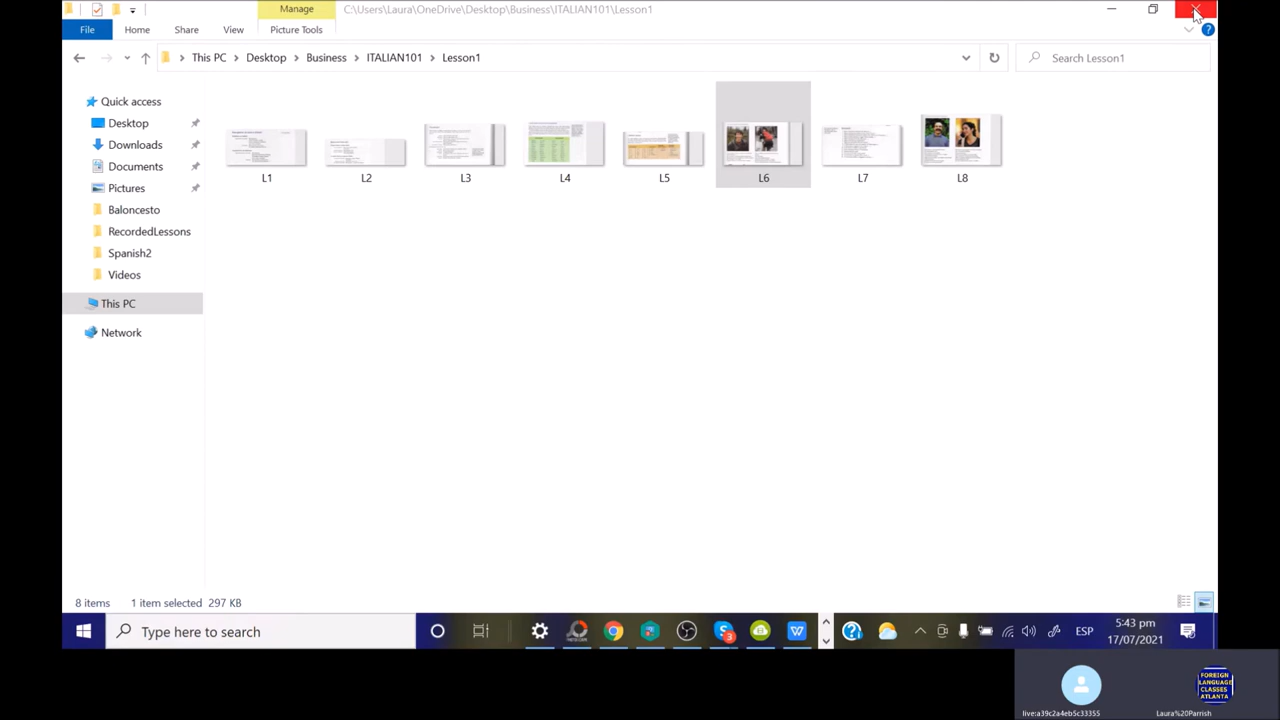 Manage
C:\Users\Laura\OneDrive\Desktop\Business\ITALIAN101\Lesson1
File
Home
Share
View
Picture Tools
This PC
Desktop
Business
ITALIAN101
Lesson1
Search Lesson1
Quick access
Desktop
Downloads
Documents
Pictures
Baloncesto
RecordedLessons
Spanish2
Videos
This PC
Network
L1
L2
L3
L4
L5
L6
L7
L8
8 items
1 item selected 297 KB
Type here to search
3
ESP
5:43 pm
17/07/2021
FOREIGN
LANGUAGE
CLASSES
ATLANTA
live:a39c2a4eb5c33355
Laura%20Parrish